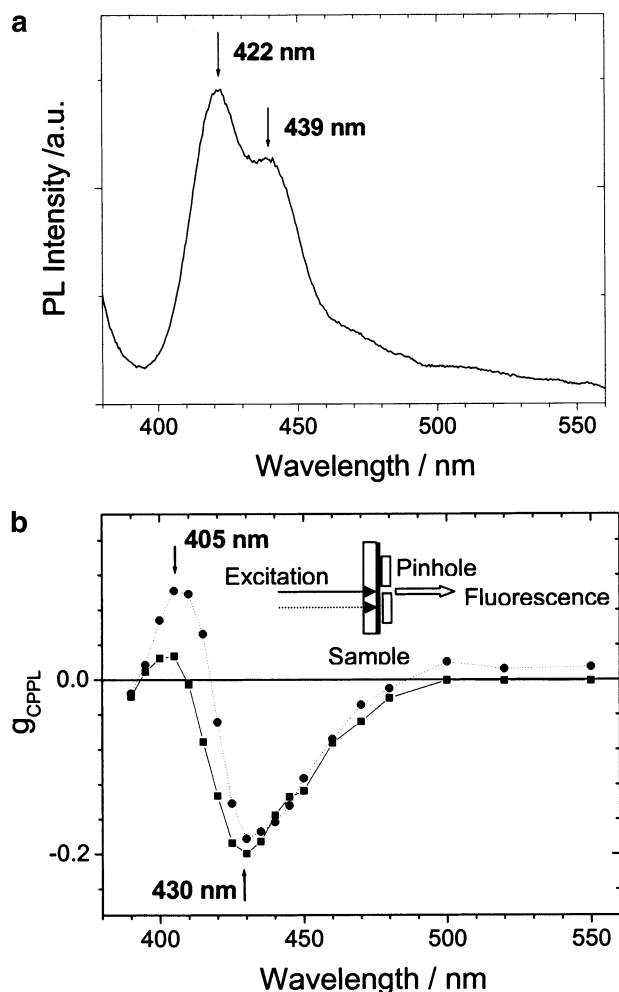 a
422 nm
439 nm
PL Intensity /a.u.
400 450 500 550
Wavelength / nm
b
405 nm
Excitation
Pinhole
Fluorescence
Sample
0.0
gCPPL
-0.2
430 nm
400 450 500 550
Wavelength / nm